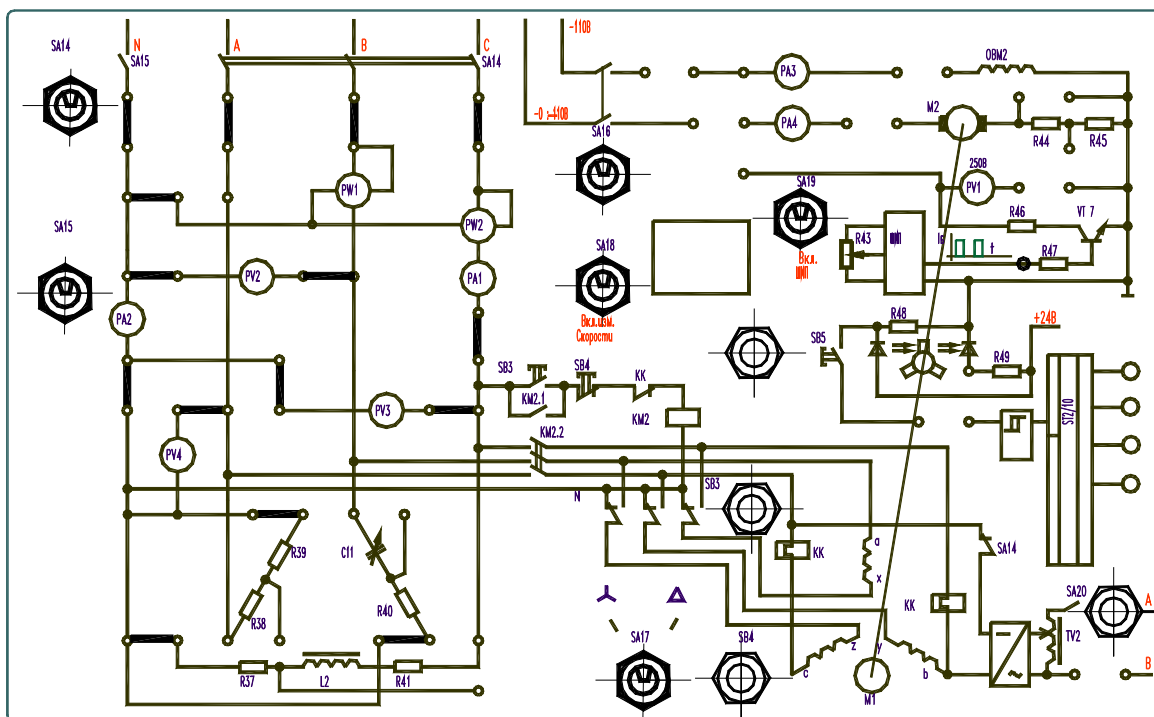 -110В
N
A
B
C
SA14
SA15
SA14
PA3
OBM2
-0 ÷-110В
SA16
PA4
M2
R44
R45
PW1
250В
PV1
PW2
SA19
SA15
SA18
R43
R46
VT 7
t
R47
PV2
PA1
Вкл.
PA2
Вкл.изм.
Скорости
R48
+24В
SB5
R49
SB3
SB4
KK
KM2.1
KM2
ST2/10
PV3
KM2.2
PV4
SB3
N
C11
R39
KK
a
SA14
x
R40
R38
KK
SA20
A
SA17
SB4
z
y
TV2
R37
L2
R41
c
b
M1
B